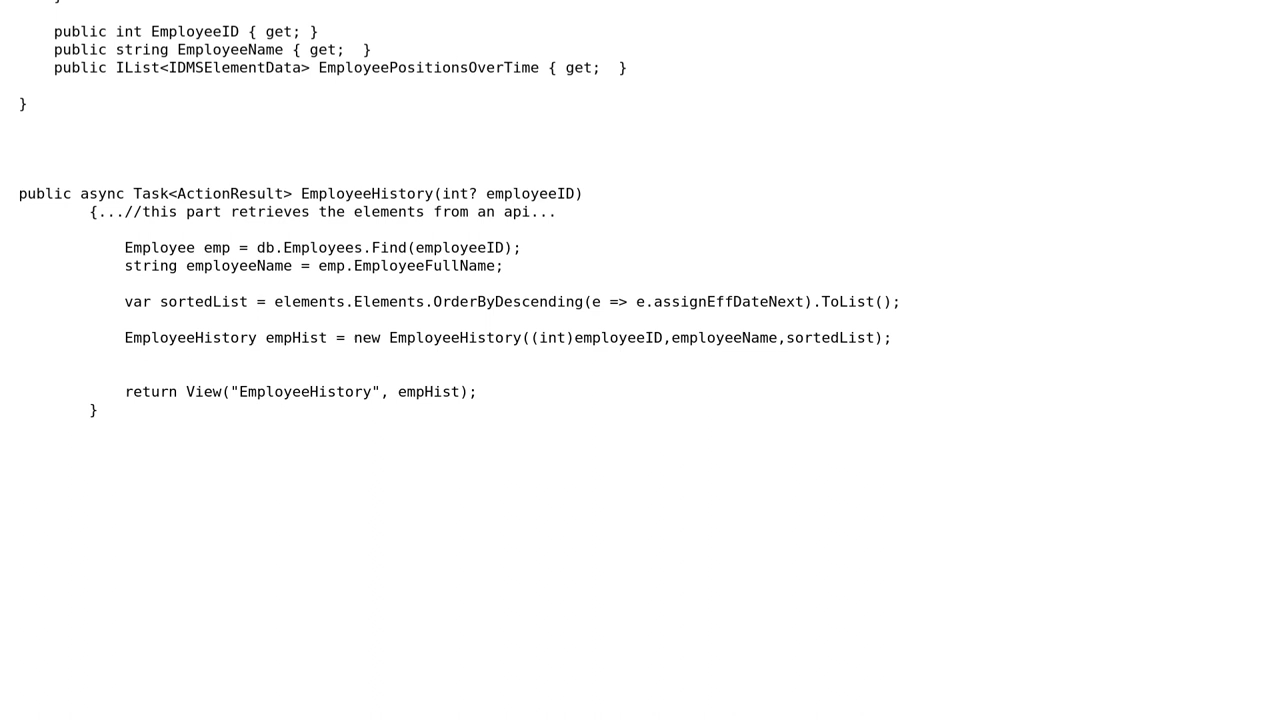 }
    public int EmployeeID { get; }
    public string EmployeeName { get;  }
    public IList<IDMSElementData> EmployeePositionsOverTime { get;  }
}
public async Task<ActionResult> EmployeeHistory(int? employeeID)
        {...//this part retrieves the elements from an api...
            Employee emp = db.Employees.Find(employeeID);
            string employeeName = emp.EmployeeFullName;
            var sortedList = elements.Elements.OrderByDescending(e => e.assignEffDateNext).ToList();
            EmployeeHistory empHist = new EmployeeHistory((int)employeeID,employeeName,sortedList);
            return View("EmployeeHistory", empHist);
        }